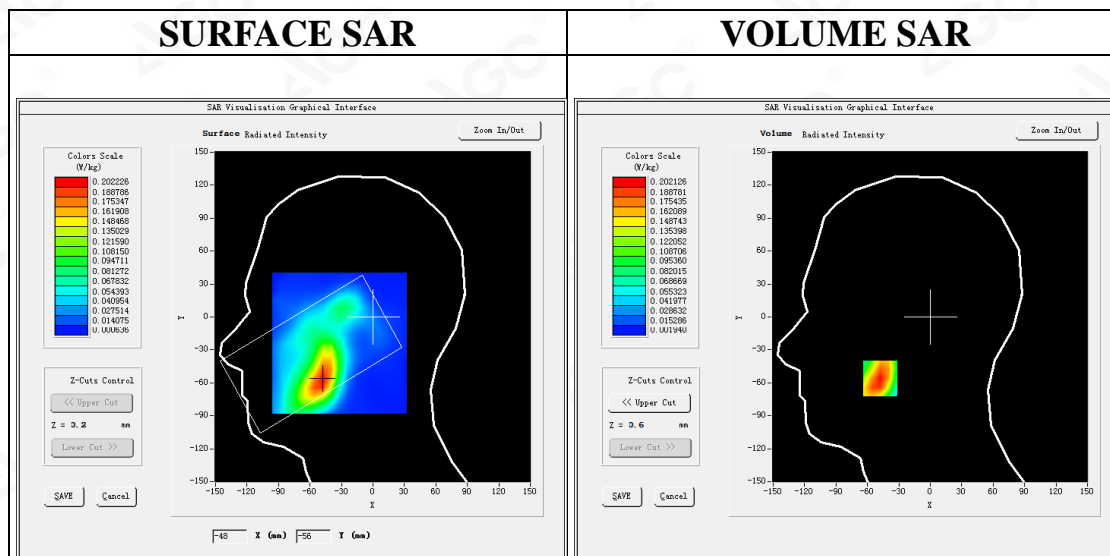 SURFACE SAR
VOLUME SAR
SAR Visualisation Graphical Interface
Surface Radiated Intensity
Zoom In/Out
Colors Scale
(W/kg)
0.202226
0.188786
0.175347
0.161908
0.148468
0.135029
0.121590
0.108150
0.094711
0.081272
0.067832
0.054393
0.040954
0.027514
0.014075
0.000636
150
120
90
60
30
0
-30
-60
-90
-120
-150
Y
-150 -120 -90 -60 -30 0 30 60 90 120 150
X
Z-Cuts Control
<< Upper Cut
Z = 0.2 mm
Lower Cut >>
SAVE Cancel
-48 X (mm) -56 Y (mm)
SAR Visualisation Graphical Interface
Volume Radiated Intensity
Zoom In/Out
Colors Scale
(W/kg)
0.202126
0.188781
0.175435
0.162089
0.148743
0.135398
0.122052
0.108706
0.095360
0.082015
0.068669
0.055323
0.041977
0.028632
0.015286
0.001940
150
120
90
60
30
0
-30
-60
-90
-120
-150
Y
-150 -120 -90 -60 -30 0 30 60 90 120 150
X
Z-Cuts Control
<< Upper Cut
Z = 0.6 mm
Lower Cut >>
SAVE Cancel